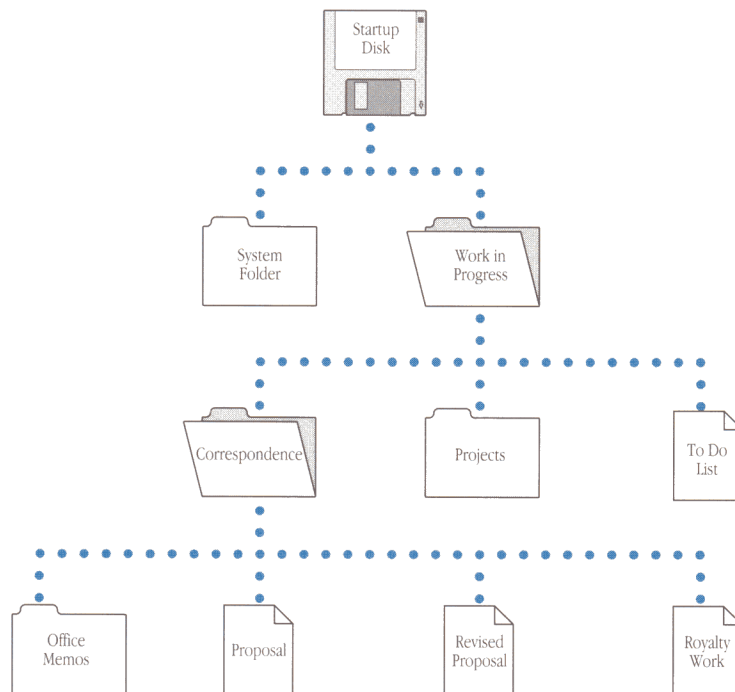 Startup
Disk
System
Folder
Work in
Progress
Correspondence
Projects
To Do
List
Office
Memos
Proposal
Revised
Proposal
Royalty
Work